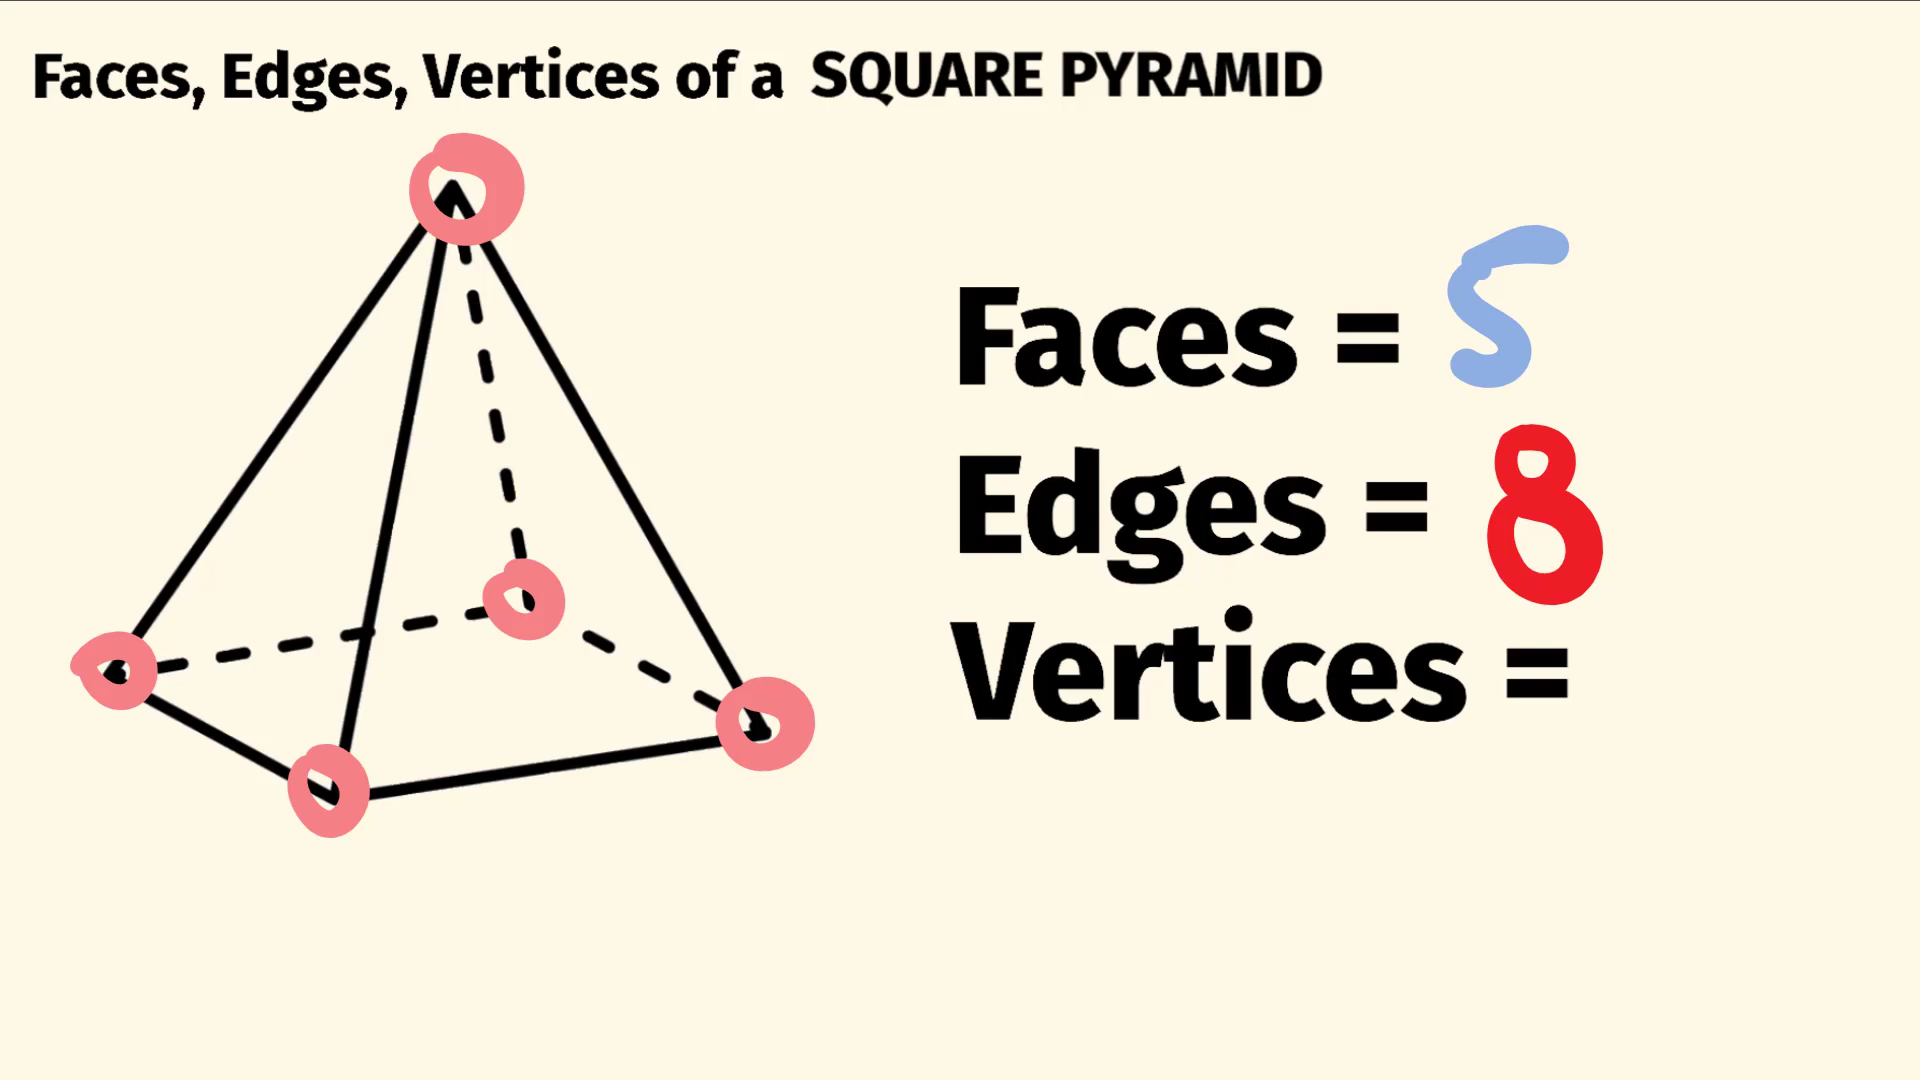 Faces, Edges, Vertices of a SQUARE PYRAMID
Faces = 5
Edges = 8
Vertices =